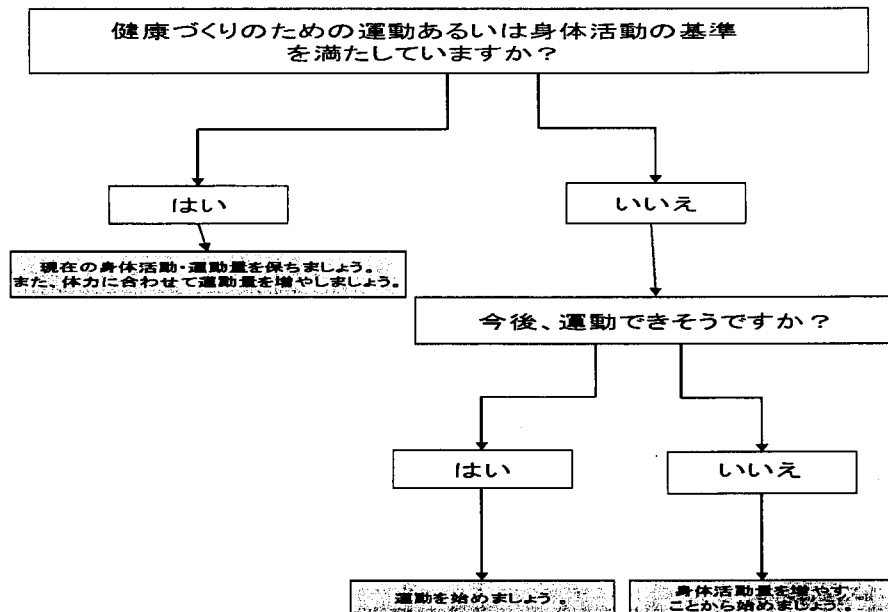 健康づくりのための運動あるいは身体活動の基準
を満たしていますか？
はい
いいえ
現在の身体活動・運動量を保ちましょう。
また、体力に合わせて運動量を増やしましょう。
今後、運動できそうですか？
はい
いいえ
運動を始めましょう。
身体活動量を増やす
ことから始めましょう。